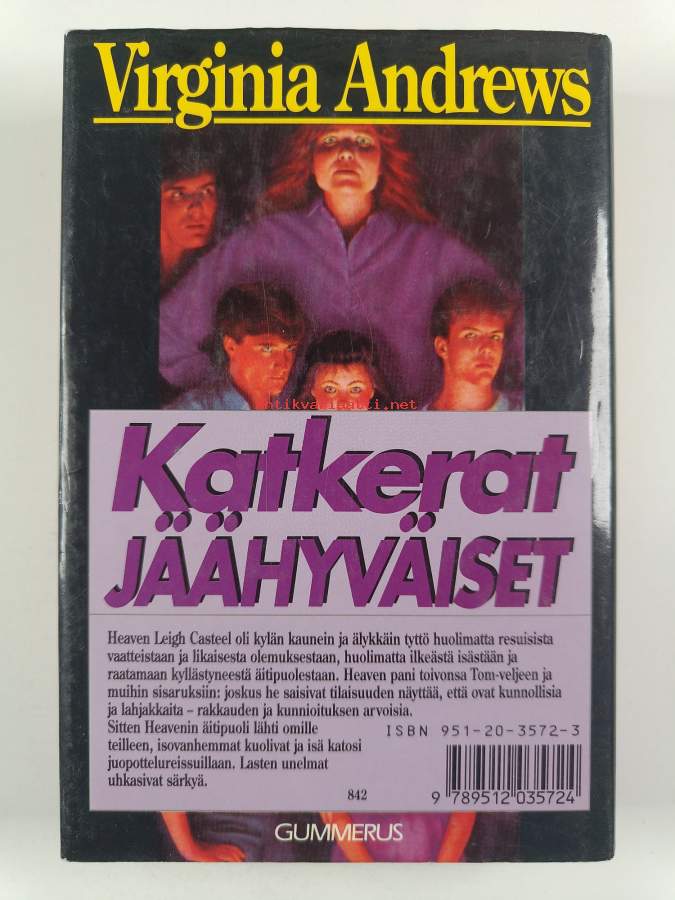 Virginia Andrews
antikvariaatti.net
Katkerat
JÄÄHYVÄISET
Heaven Leigh Casteel oli kylän kaunein ja älykkäin tyttö huolimatta resuisista
vaatteistaan ja likaisesta olemuksestaan, huolimatta ilkeästä isästään ja
raatamaan kyllästyneestä äitipuolestaan. Heaven pani toivonsa Tom-veljeen ja
muihin sisaruksiin: joskus he saisivat tilaisuuden näyttää, että ovat kunnollisia
ja lahjakkaita – rakkauden ja kunnioituksen arvoisia.
Sitten Heavenin äitipuoli lähti omille
teilleen, isovanhemmat kuolivat ja isä katosi
juopottelureissuillaan. Lasten unelmat
uhkasivat särkyä.
842
ISBN 951-20-3572-3
9 789512 035724
GUMMERUS